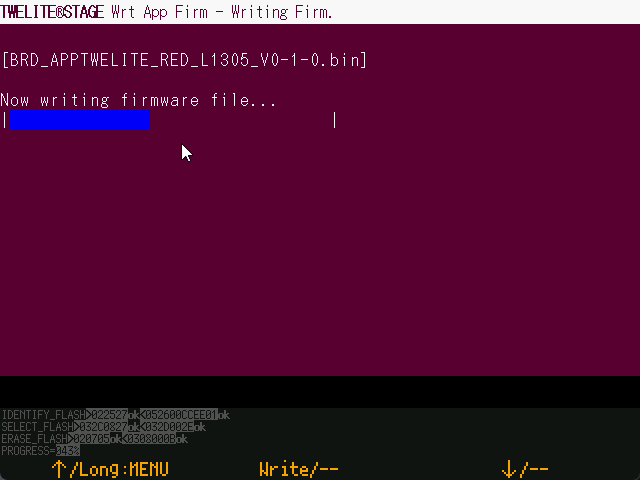 TWELITE®STAGE Wrt App Firm - Writing Firm.
[BRD_APPTWELITE_RED_L1305_V0-1-0.bin]
Now writing firmware file...
|          |
IDENTIFY_FLASH>022527ok<052600CCEE01ok
SELECT_FLASH>032C0827ok<032D002Eok
ERASE_FLASH>020705ok<0308000Bok
PROGRESS=043%
↑/Long:MENU Write/-- ↓/--